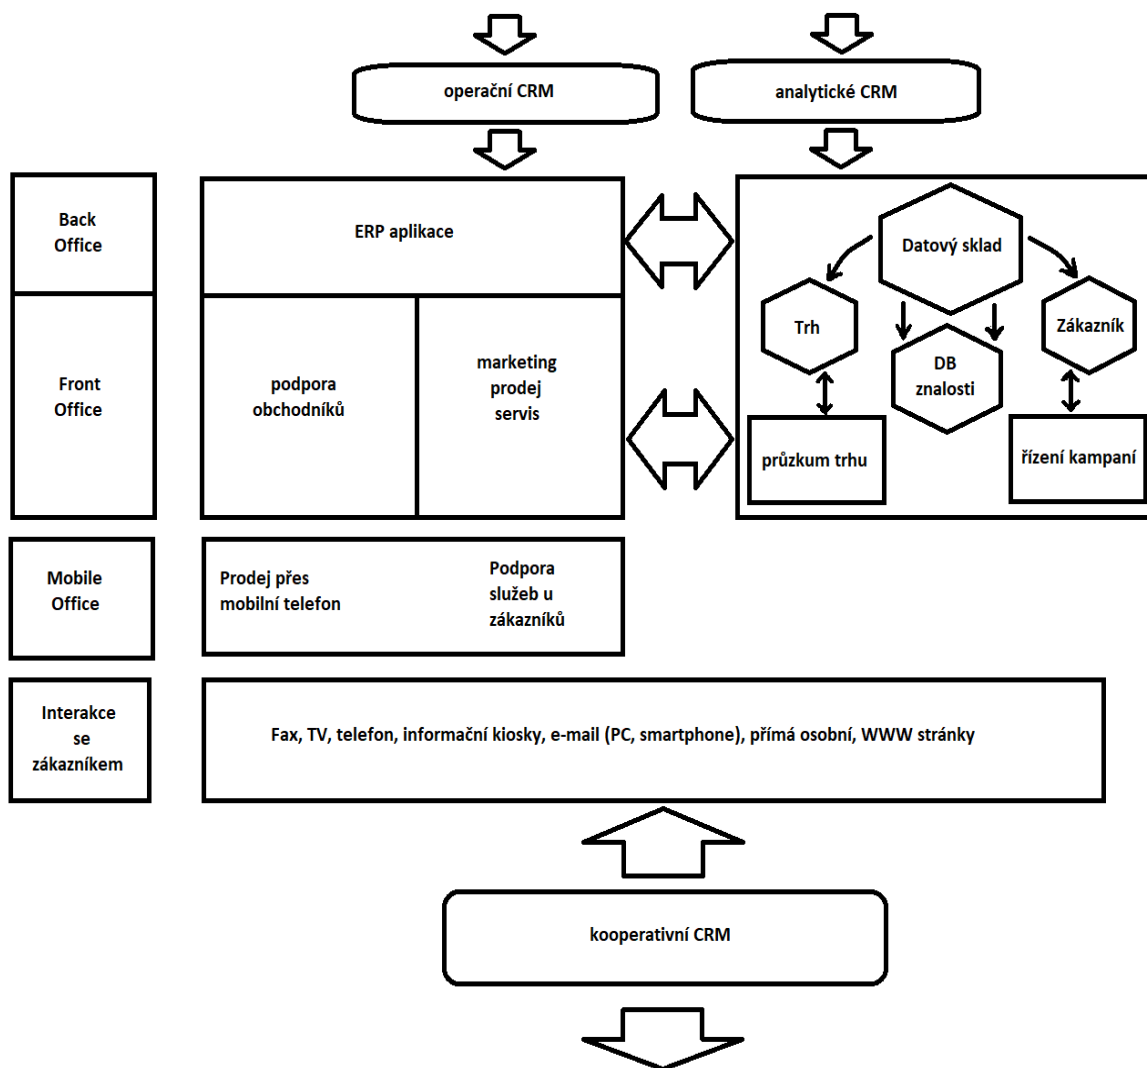 operační CRM
analytické CRM
Back
Office
ERP aplikace
Datový sklad
Trh
Zákazník
DB
znalosti
Front
Office
podpora
obchodníků
marketing
prodej
servis
průzkum trhu
řízení kampaní
Mobile
Office
Prodej přes
mobilní telefon
Podpora
služeb u
zákazníků
Interakce
se
zákazníkem
Fax, TV, telefon, informační kiosky, e-mail (PC, smartphone), přímá osobní, WWW stránky
kooperativní CRM